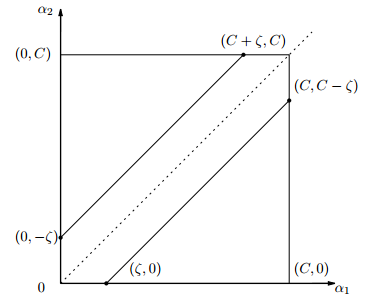 α₂
(0, C)
(C + ζ, C)
(C, C − ζ)
(0, −ζ)
(ζ, 0)
(C, 0)
0
α₁